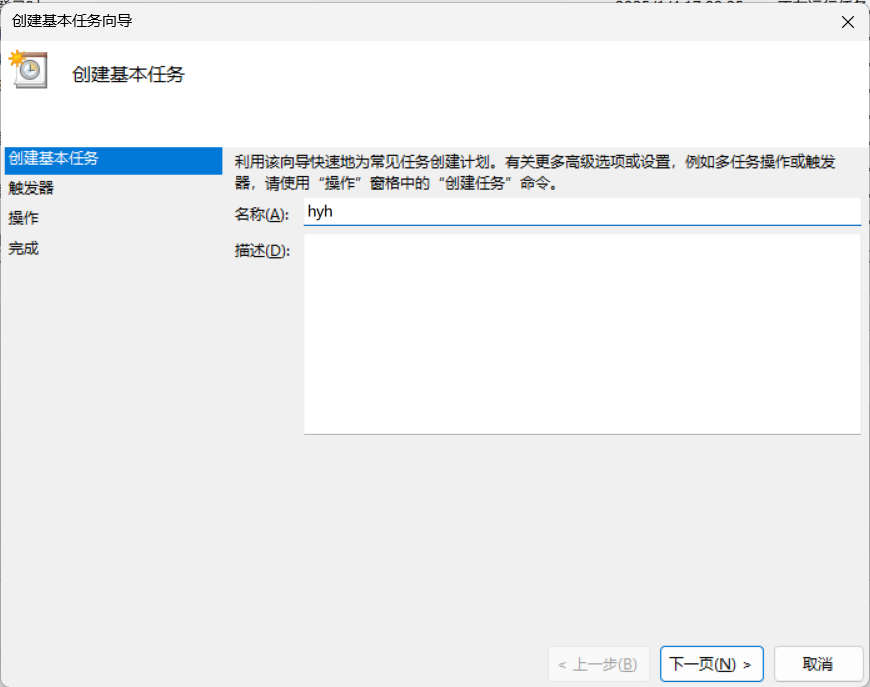 创建基本任务向导
创建基本任务
创建基本任务
触发器
操作
完成
利用该向导快速地为常见任务创建计划。有关更多高级选项或设置，例如多任务操作或触发
器，请使用“操作”窗格中的“创建任务”命令。
名称(A): hyh
描述(D):
< 上一步(B)
下一页(N) >
取消